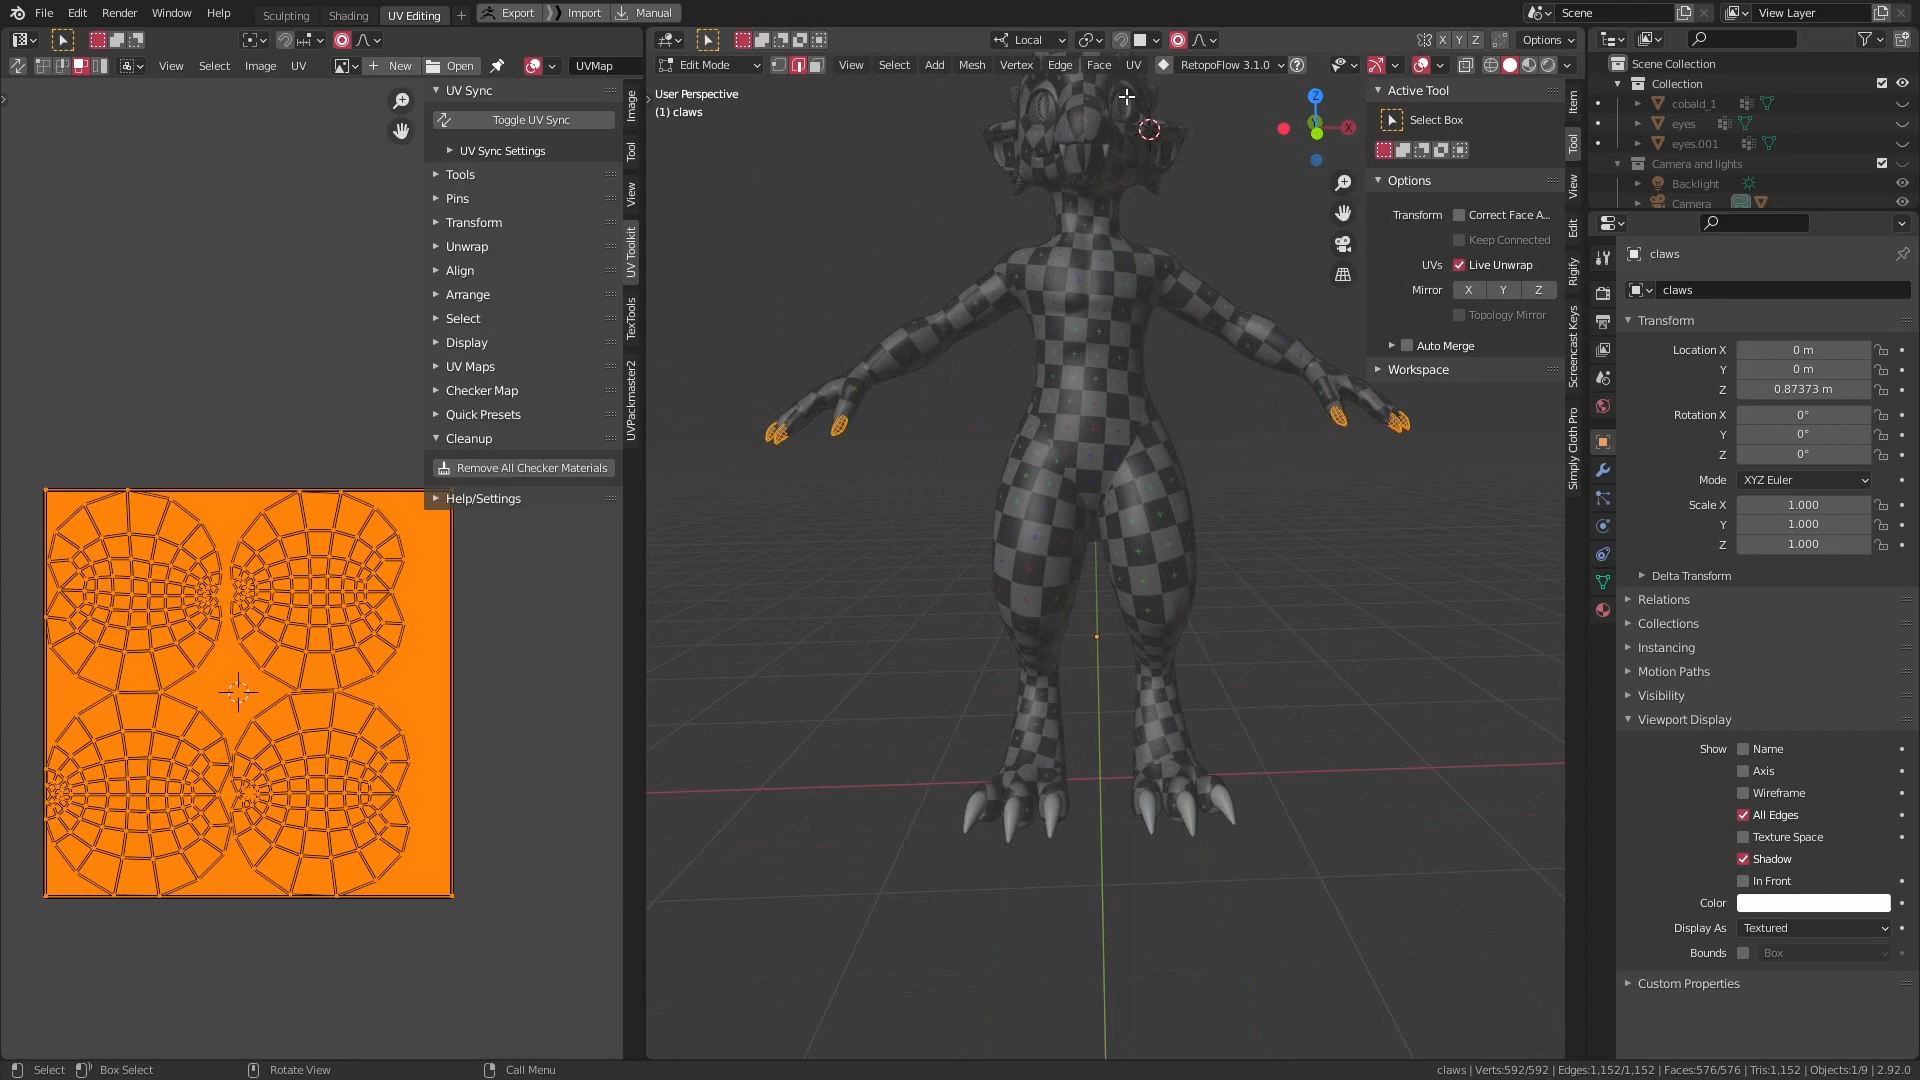 File Edit Render Window Help Sculpting Shading UV Editing + Export Import Manual Scene View Layer
Local X Y Z Options
View Select Image UV New Open UVMap Edit Mode View Select Add Mesh Vertex Edge Face UV RetopoFlow 3.1.0
UV Sync
Toggle UV Sync
UV Sync Settings
Tools
Pins
Transform
Unwrap
Align
Arrange
Select
Display
UV Maps
Checker Map
Quick Presets
Cleanup
Remove All Checker Materials
Help/Settings
Image
Tool
View
UV Toolkit
TexTools
UVPackmaster2
User Perspective
(1) claws
Z
X
Active Tool
Select Box
Options
Transform Correct Face A...
Keep Connected
UVs Live Unwrap
Mirror X Y Z
Topology Mirror
Auto Merge
Workspace
Item
Tool
View
Edit
Rigify
Screencast Keys
Simply Cloth Pro
Scene Collection
Collection
cobald_1
eyes
eyes.001
Camera and lights
Backlight
Camera
claws
claws
Transform
Location X 0 m
Y 0 m
Z 0.87373 m
Rotation X 0°
Y 0°
Z 0°
Mode XYZ Euler
Scale X 1.000
Y 1.000
Z 1.000
Delta Transform
Relations
Collections
Instancing
Motion Paths
Visibility
Viewport Display
Show Name
Axis
Wireframe
All Edges
Texture Space
Shadow
In Front
Color
Display As Textured
Bounds Box
Custom Properties
Select Box Select Rotate View Call Menu claws | Verts:592/592 | Edges:1,152/1,152 | Faces:576/576 | Tris:1,152 | Objects:1/9 | 2.92.0